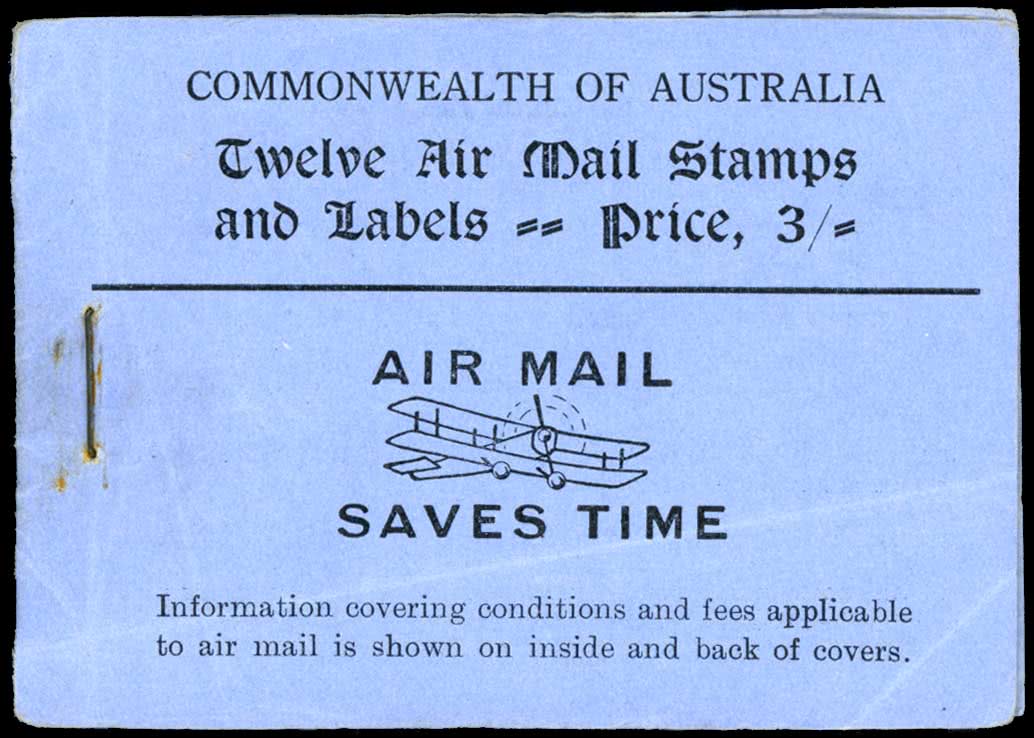 COMMONWEALTH OF AUSTRALIA
Twelve Air Mail Stamps
and Labels == Price, 3/=
AIR MAIL
SAVES TIME
Information covering conditions and fees applicable
to air mail is shown on inside and back of covers.